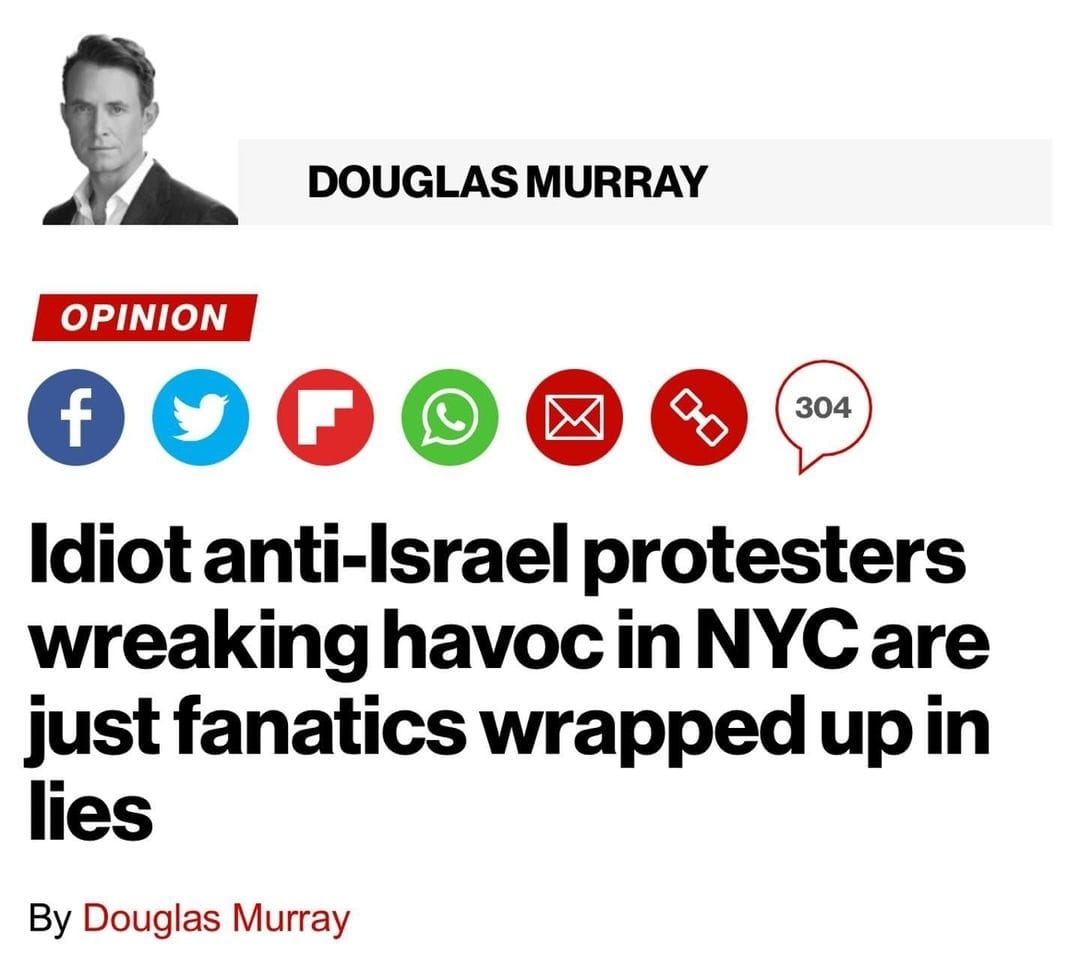 DOUGLAS MURRAY
OPINION
304
Idiot anti-Israel protesters
wreaking havoc in NYC are
just fanatics wrapped up in
lies
By Douglas Murray